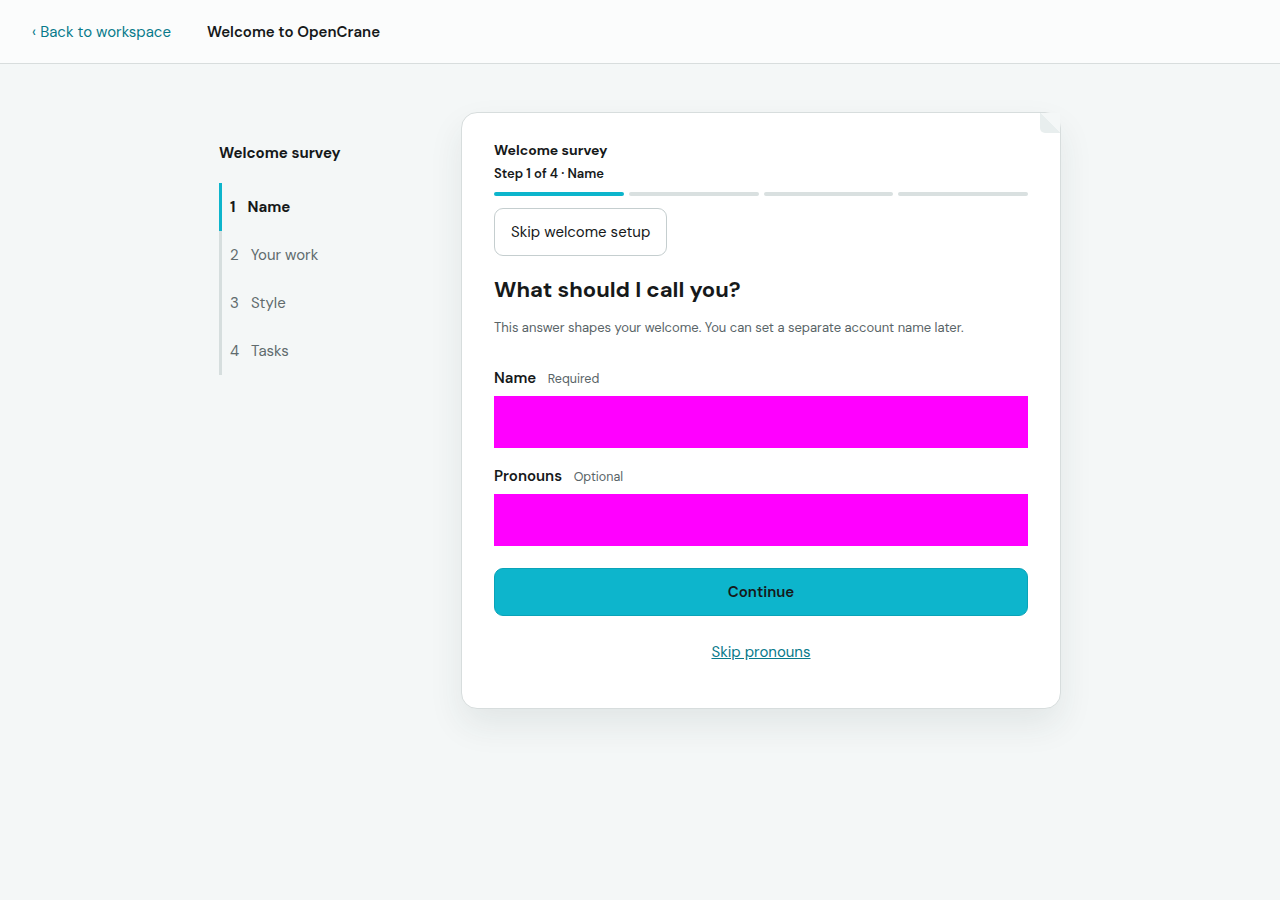 ‹ Back to workspace
Welcome to OpenCrane
Welcome survey
1 Name
2 Your work
3 Style
4 Tasks
Welcome survey
Step 1 of 4 · Name
Skip welcome setup
What should I call you?
This answer shapes your welcome. You can set a separate account name later.
Name Required
Pronouns Optional
Continue
Skip pronouns